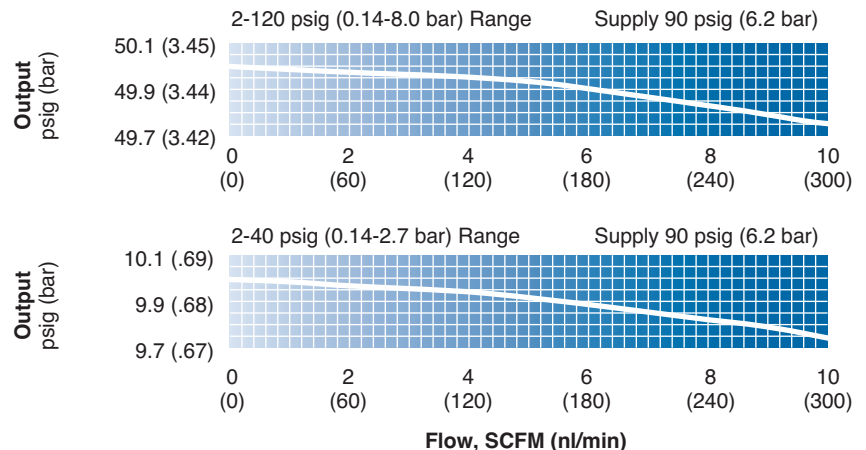 2-120 psig (0.14-8.0 bar) Range Supply 90 psig (6.2 bar)
Output
psig (bar)
50.1 (3.45)
49.9 (3.44)
49.7 (3.42)
0 2 4 6 8 10
(0) (60) (120) (180) (240) (300)
2-40 psig (0.14-2.7 bar) Range Supply 90 psig (6.2 bar)
Output
psig (bar)
10.1 (.69)
9.9 (.68)
9.7 (.67)
0 2 4 6 8 10
(0) (60) (120) (180) (240) (300)
Flow, SCFM (nl/min)